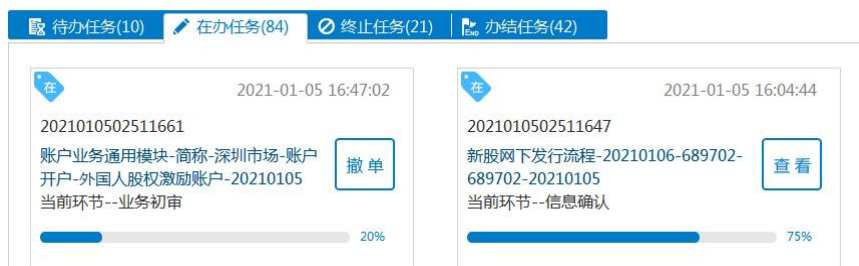 待办任务(10) 在办任务(84) 终止任务(21) 办结任务(42)
在 2021-01-05 16:47:02
2021010502511661
账户业务通用模块-简称-深圳市场-账户
开户-外国人股权激励账户-20210105
撤单
当前环节--业务初审
20%
在 2021-01-05 16:04:44
2021010502511647
新股网下发行流程-20210106-689702-
689702-20210105
查看
当前环节--信息确认
75%